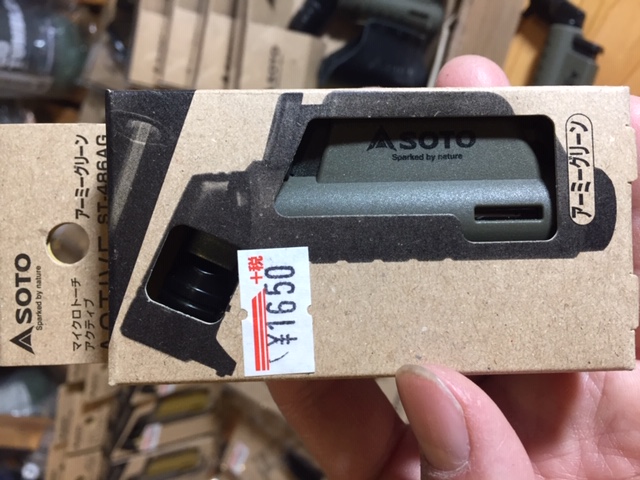 SOTO
Sparked by nature
マイクロトーチ
アクティブ
アーミーグリーン
ST-486AG
SOTO
Sparked by nature
アーミーグリーン
+税
¥1650